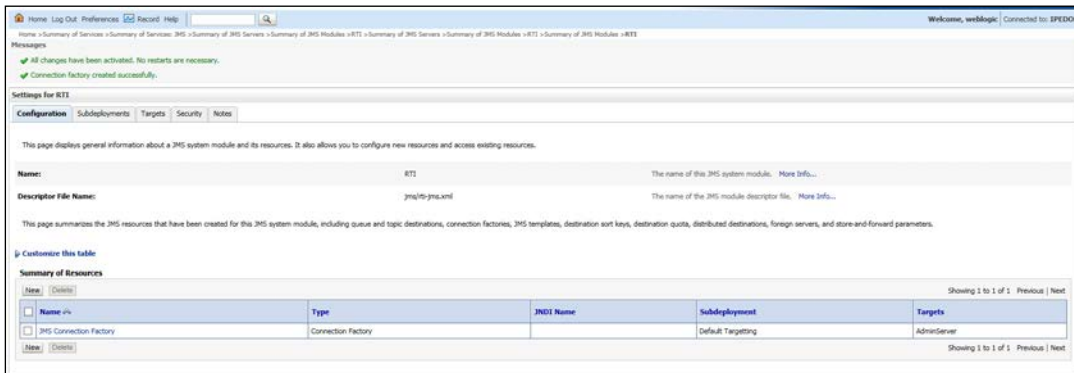 Home Log Out Preferences Record Help
Welcome, weblogic Connected to: IPEDO
Home >Summary of Services >Summary of Services: JMS >Summary of JMS Servers >Summary of JMS Modules >RTI >Summary of JMS Servers >Summary of JMS Modules >RTI >Summary of JMS Modules >RTI
Messages
All changes have been activated. No restarts are necessary.
Connection factory created successfully.
Settings for RTI
Configuration Subdeployments Targets Security Notes
This page displays general information about a JMS system module and its resources. It also allows you to configure new resources and access existing resources.
Name: RTI The name of this JMS system module. More Info...
Descriptor File Name: jms/rti-jms.xml The name of the JMS module descriptor file. More Info...
This page summarizes the JMS resources that have been created for this JMS system module, including queue and topic destinations, connection factories, JMS templates, destination sort keys, destination quota, distributed destinations, foreign servers, and store-and-forward parameters.
Customize this table
Summary of Resources
New Delete Showing 1 to 1 of 1 Previous | Next
Name Type JNDI Name Subdeployment Targets
JMS Connection Factory Connection Factory Default Targetting AdminServer
New Delete Showing 1 to 1 of 1 Previous | Next